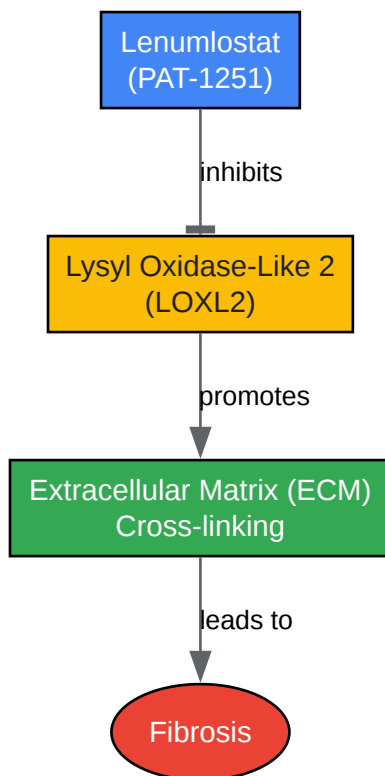 Lenumlostat
(PAT-1251)
inhibits
Lysyl Oxidase-Like 2
(LOXL2)
promotes
Extracellular Matrix (ECM)
Cross-linking
leads to
Fibrosis